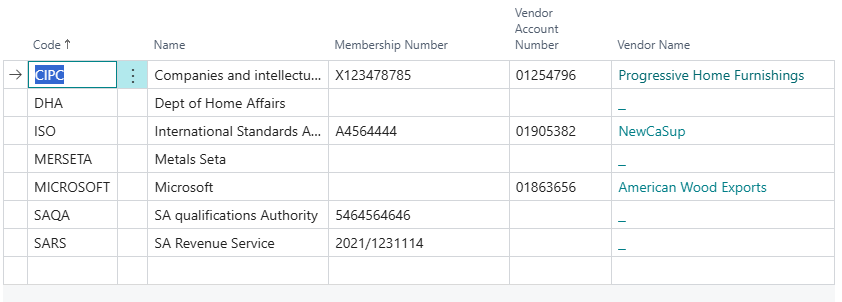 Code ↑ Name Membership Number Vendor Account Number Vendor Name
CIPC Companies and intellectu... X123478785 01254796 Progressive Home Furnishings
DHA Dept of Home Affairs _
ISO International Standards A... A4564444 01905382 NewCaSup
MERSETA Metals Seta _
MICROSOFT Microsoft 01863656 American Wood Exports
SAQA SA qualifications Authority 5464564646 _
SARS SA Revenue Service 2021/1231114 _